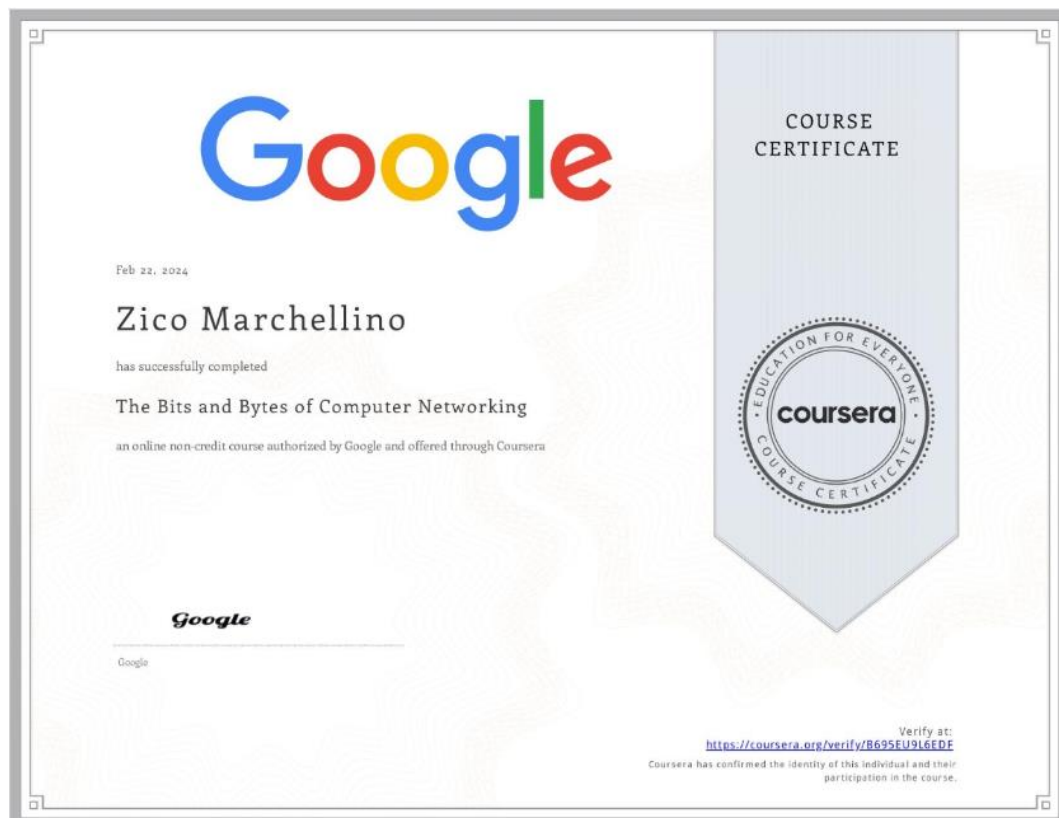 Google
COURSE
CERTIFICATE
Feb 22, 2024
Zico Marchellino
has successfully completed
The Bits and Bytes of Computer Networking
an online non-credit course authorized by Google and offered through Coursera
EDUCATION FOR EVERYONE
coursera
COURSE CERTIFICATE
Google
Google
Verify at:
https://coursera.org/verify/B695EU9L6EDF
Coursera has confirmed the identity of this individual and their
participation in the course.